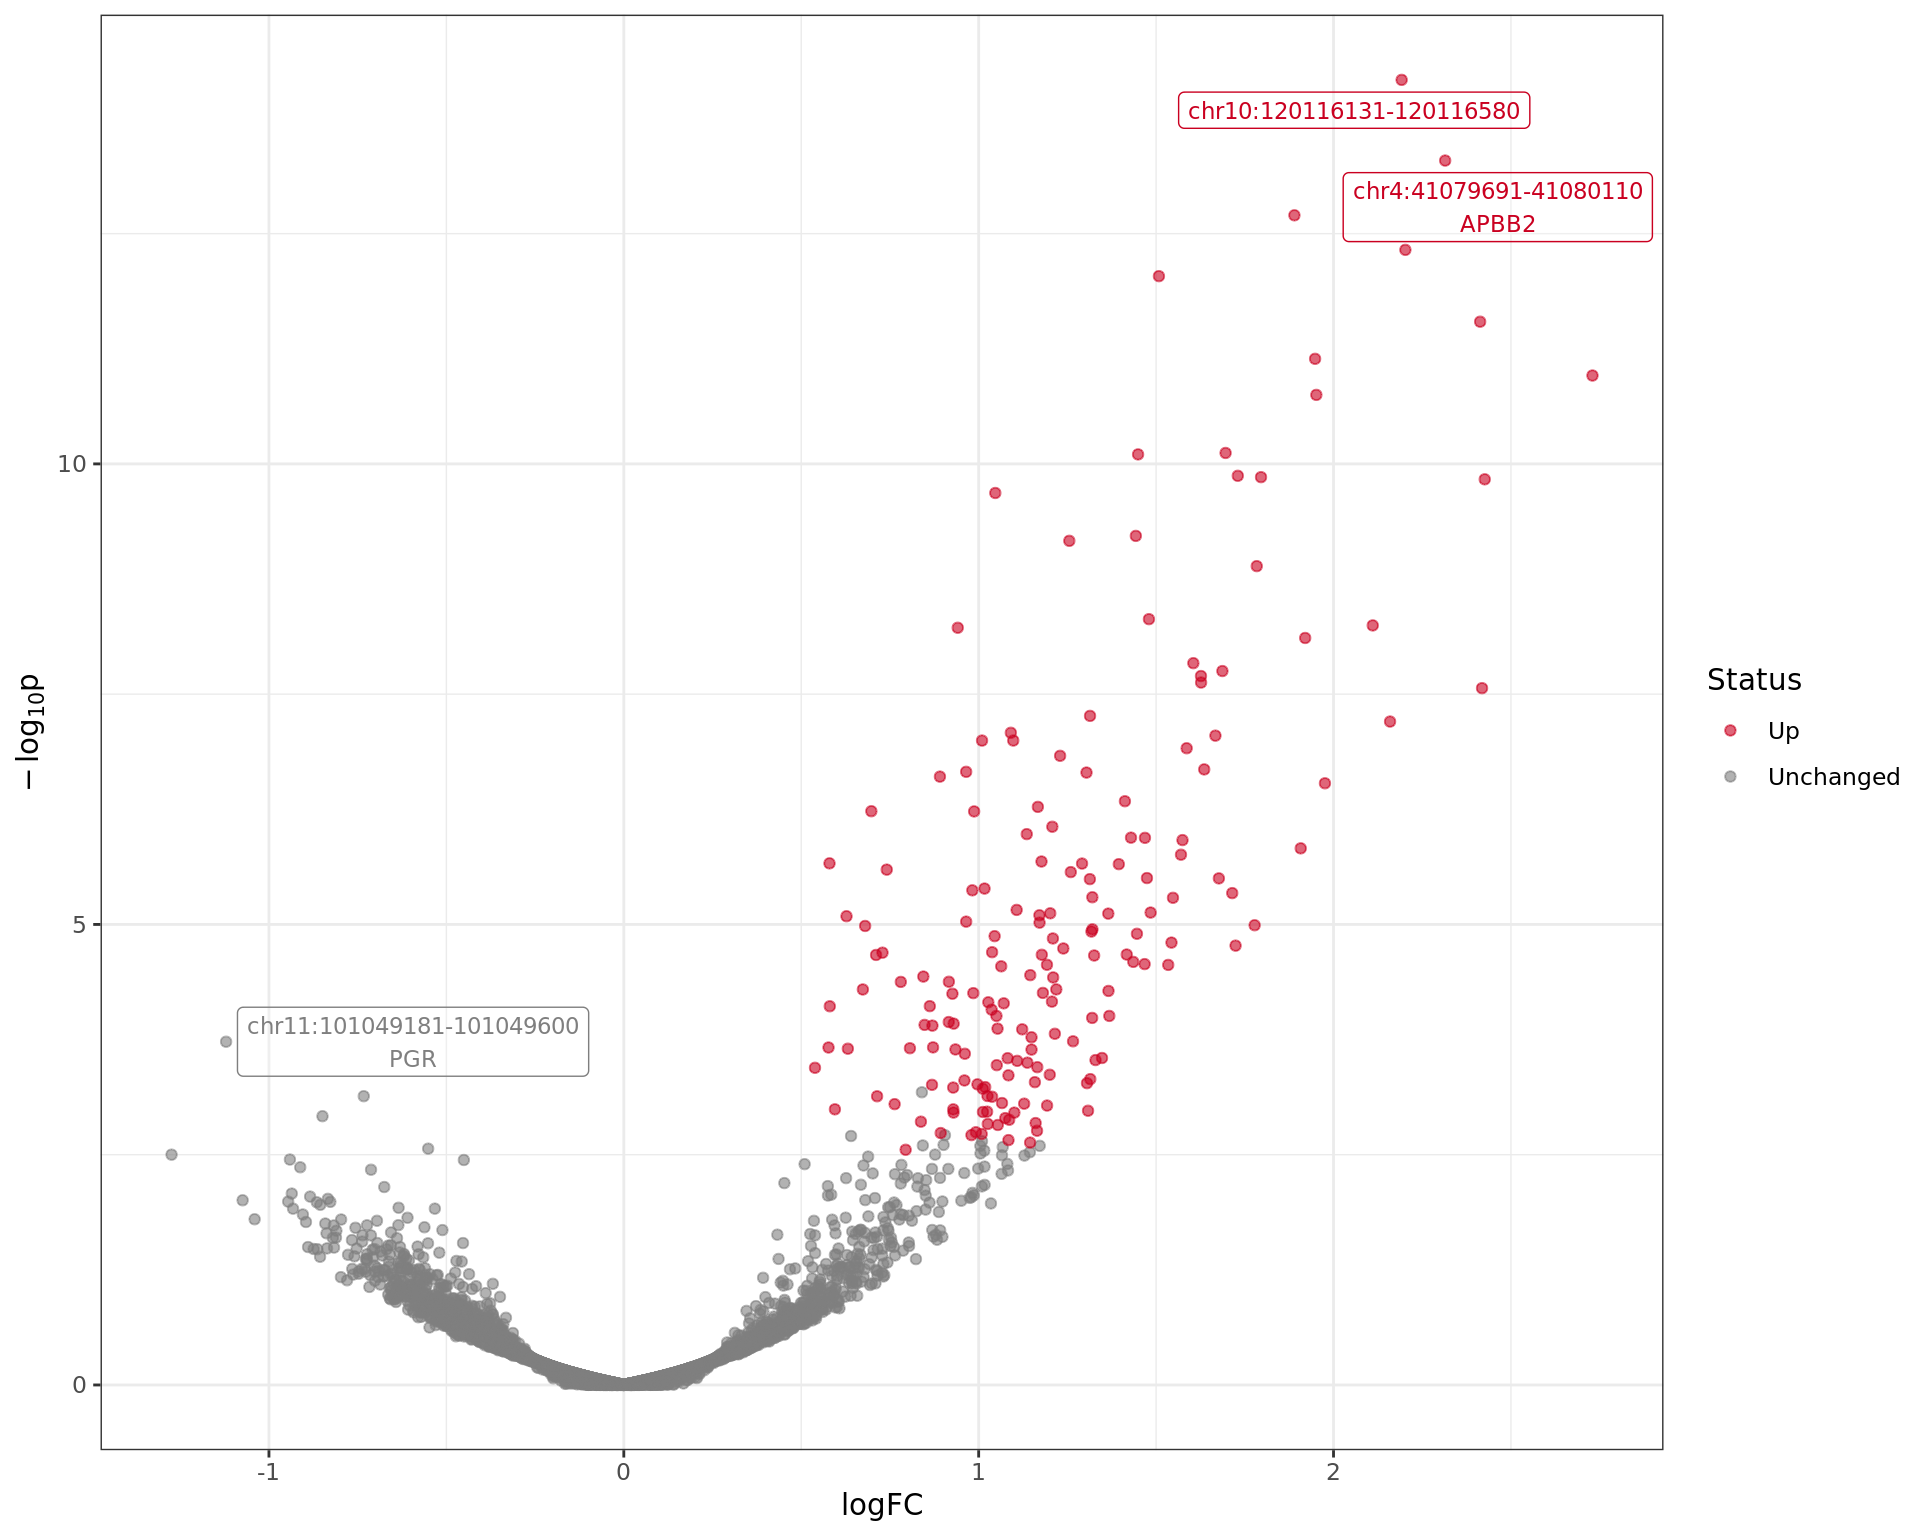 chr10:120116131-120116580
chr4:41079691-41080110
APBB2
10
5
0
chr11:101049181-101049600
PGR
-1
0
1
2
logFC
− log10p
Status
Up
Unchanged